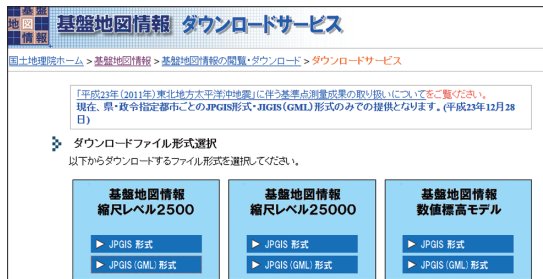 基盤
地図
情報
基盤地図情報 ダウンロードサービス
国土地理院ホーム > 基盤地図情報 > 基盤地図情報の閲覧・ダウンロード > ダウンロードサービス
「平成23年(2011年)東北地方太平洋沖地震」に伴う基準点測量成果の取り扱いについてをご覧ください。
現在、県・政令指定都市ごとのJPGIS形式・JIGIS(GML)形式のみでの提供となります。(平成23年12月28
日)
ダウンロードファイル形式選択
以下からダウンロードするファイル形式を選択してください。
基盤地図情報
縮尺レベル2500
JPGIS 形式
JPGIS(GML)形式
基盤地図情報
縮尺レベル25000
JPGIS 形式
JPGIS(GML)形式
基盤地図情報
数値標高モデル
JPGIS 形式
JPGIS(GML)形式